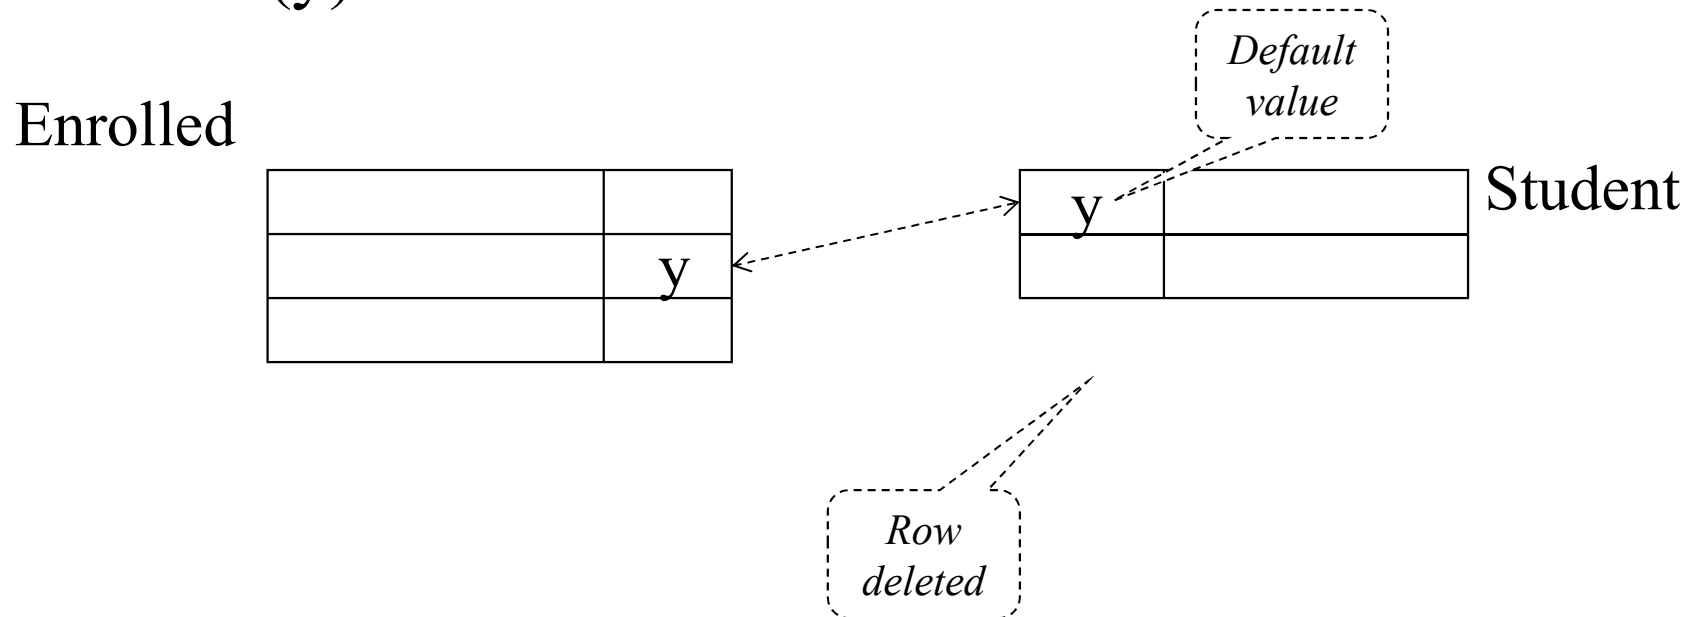 (y)
Default
value
Enrolled
Student
y
y
Row
deleted